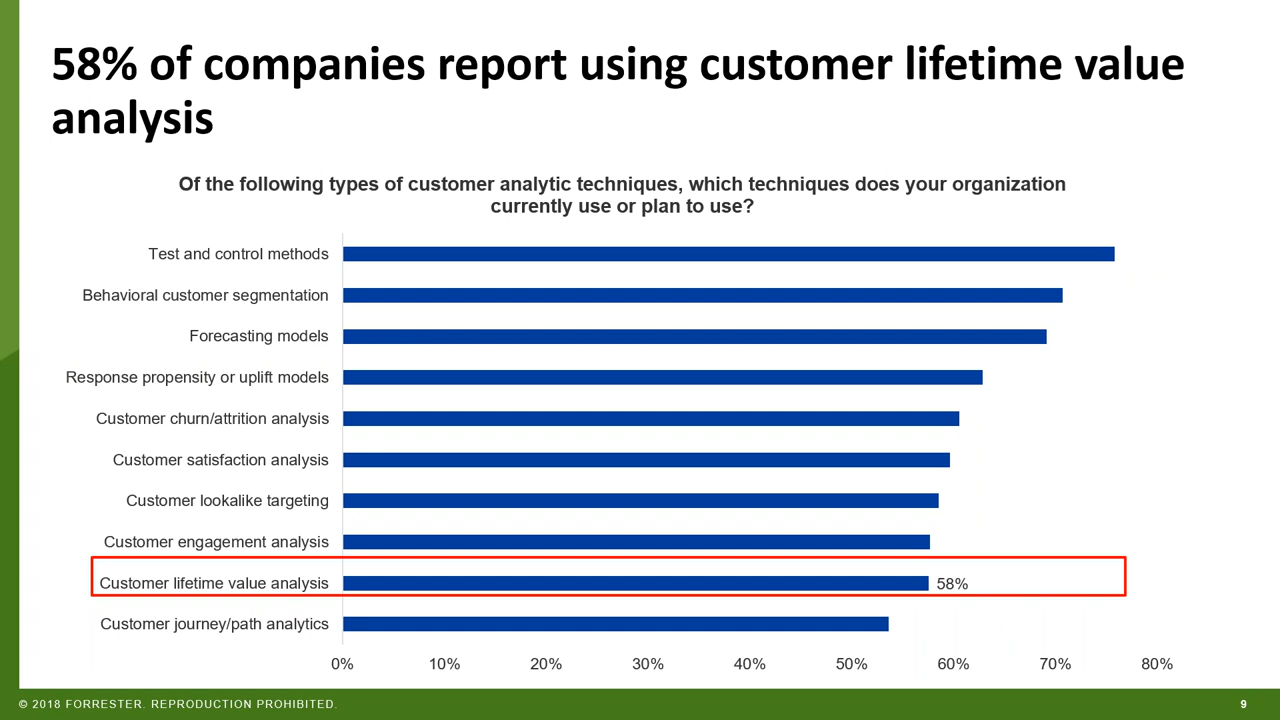 58% of companies report using customer lifetime value
analysis
Of the following types of customer analytic techniques, which techniques does your organization
currently use or plan to use?
Test and control methods
Behavioral customer segmentation
Forecasting models
Response propensity or uplift models
Customer churn/attrition analysis
Customer satisfaction analysis
Customer lookalike targeting
Customer engagement analysis
Customer lifetime value analysis 58%
Customer journey/path analytics
0% 10% 20% 30% 40% 50% 60% 70% 80%
© 2018 FORRESTER. REPRODUCTION PROHIBITED. 9